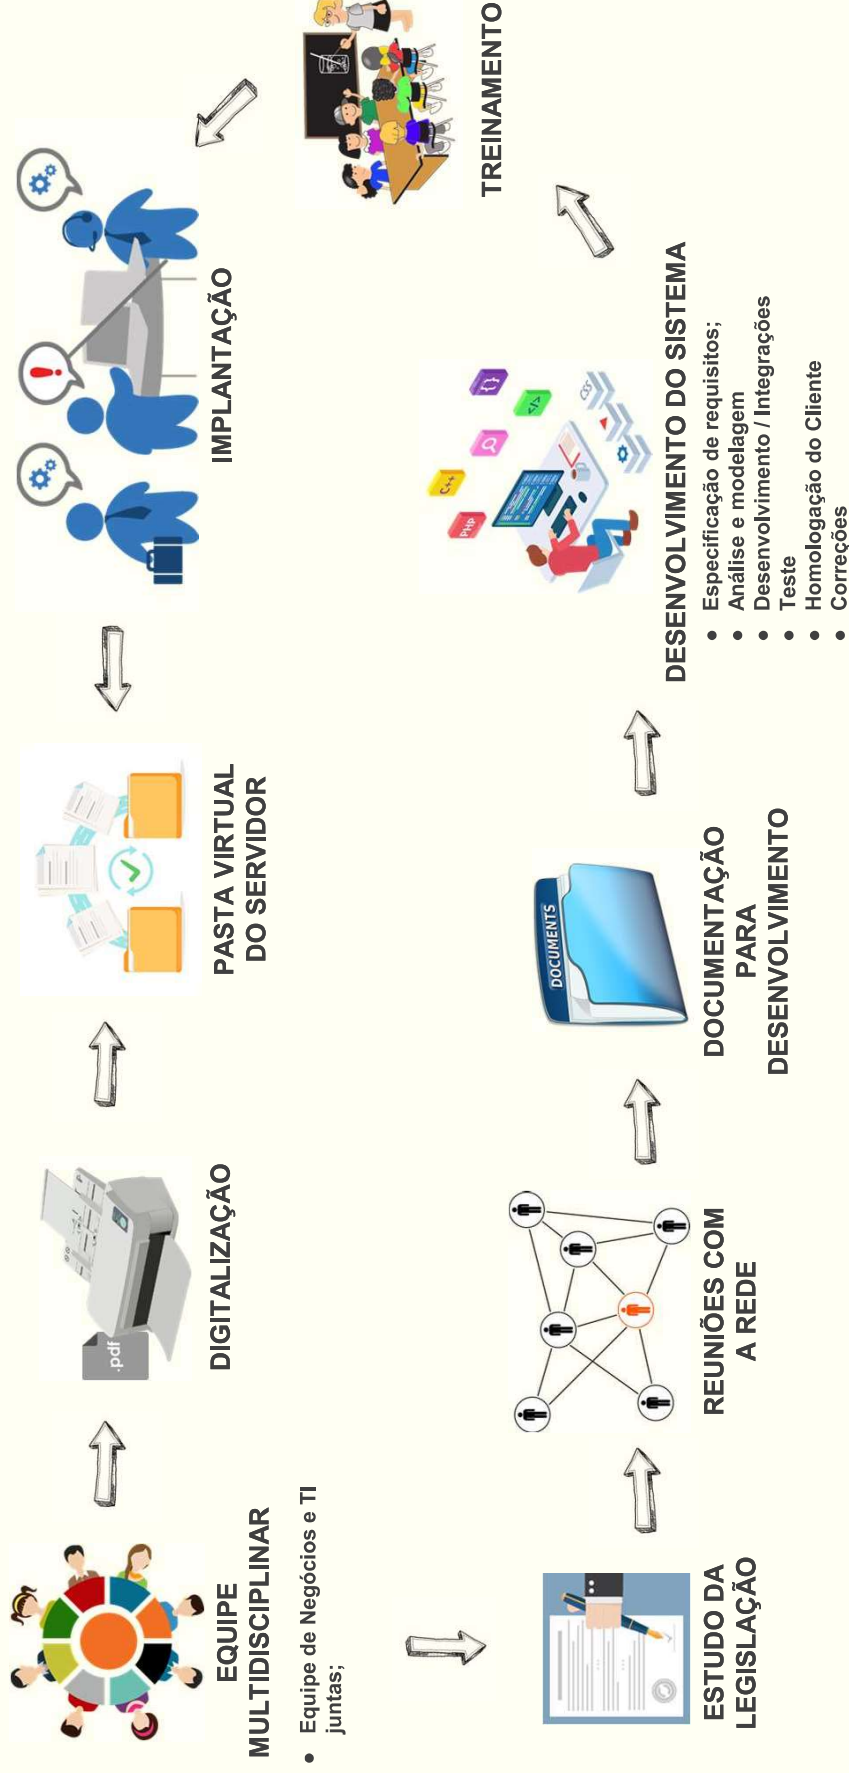 EQUIPE
MULTIDISCIPLINAR
● Equipe de Negócios e TI
juntas;
.pdf
DIGITALIZAÇÃO
PASTA VIRTUAL
DO SERVIDOR
IMPLANTAÇÃO
TREINAMENTO
ESTUDO DA
LEGISLAÇÃO
REUNIÕES COM
A REDE
DOCUMENTS
DOCUMENTAÇÃO
PARA
DESENVOLVIMENTO
PHP
C++
</>
{}
CSS
DESENVOLVIMENTO DO SISTEMA
● Especificação de requisitos;
● Análise e modelagem
● Desenvolvimento / Integrações
● Teste
● Homologação do Cliente
● Correções